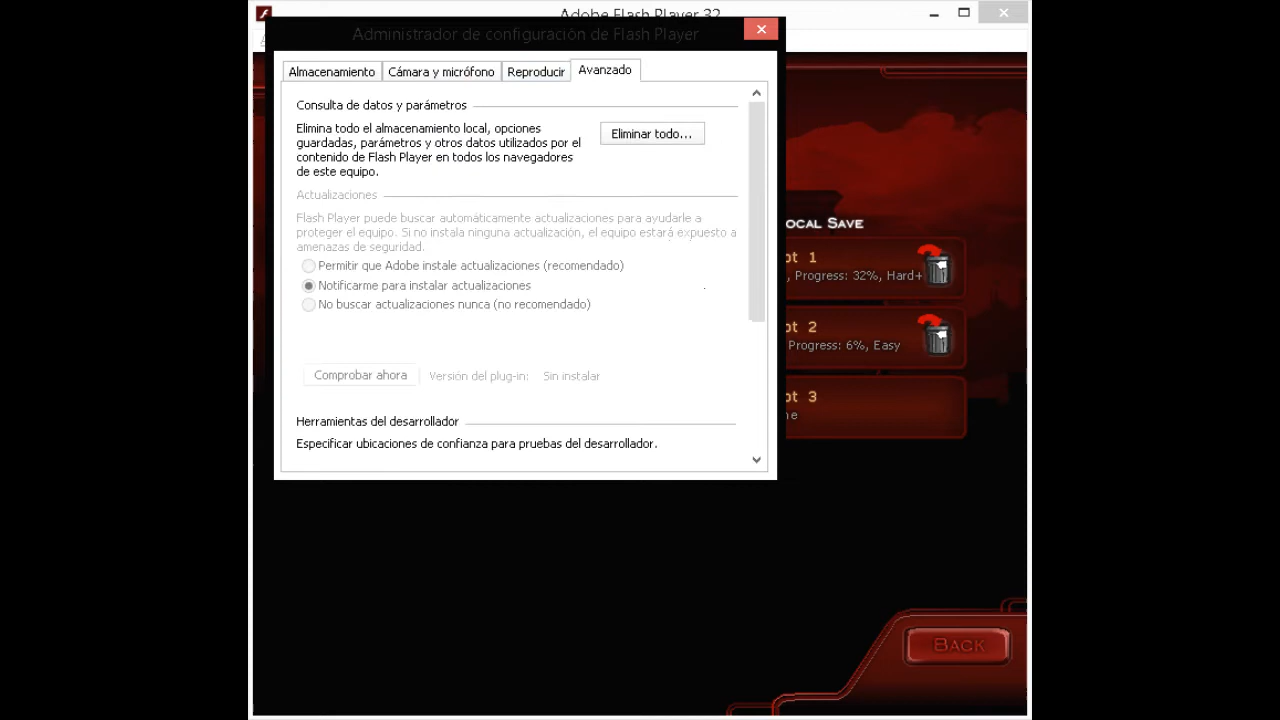 Adobe Flash Player 32
Administrador de configuración de Flash Player
Almacenamiento
Cámara y micrófono
Reproducir
Avanzado
Consulta de datos y parámetros
Elimina todo el almacenamiento local, opciones
guardadas, parámetros y otros datos utilizados por el
contenido de Flash Player en todos los navegadores
de este equipo.
Eliminar todo...
Actualizaciones
Flash Player puede buscar automáticamente actualizaciones para ayudarle a
proteger el equipo. Si no instala ninguna actualización, el equipo estará expuesto a
amenazas de seguridad.
Permitir que Adobe instale actualizaciones (recomendado)
Notificarme para instalar actualizaciones
No buscar actualizaciones nunca (no recomendado)
Comprobar ahora
Versión del plug-in: Sin instalar
Herramientas del desarrollador
Especificar ubicaciones de confianza para pruebas del desarrollador.
ocal Save
ot 1
, Progress: 32%, Hard+
ot 2
Progress: 6%, Easy
ot 3
Back